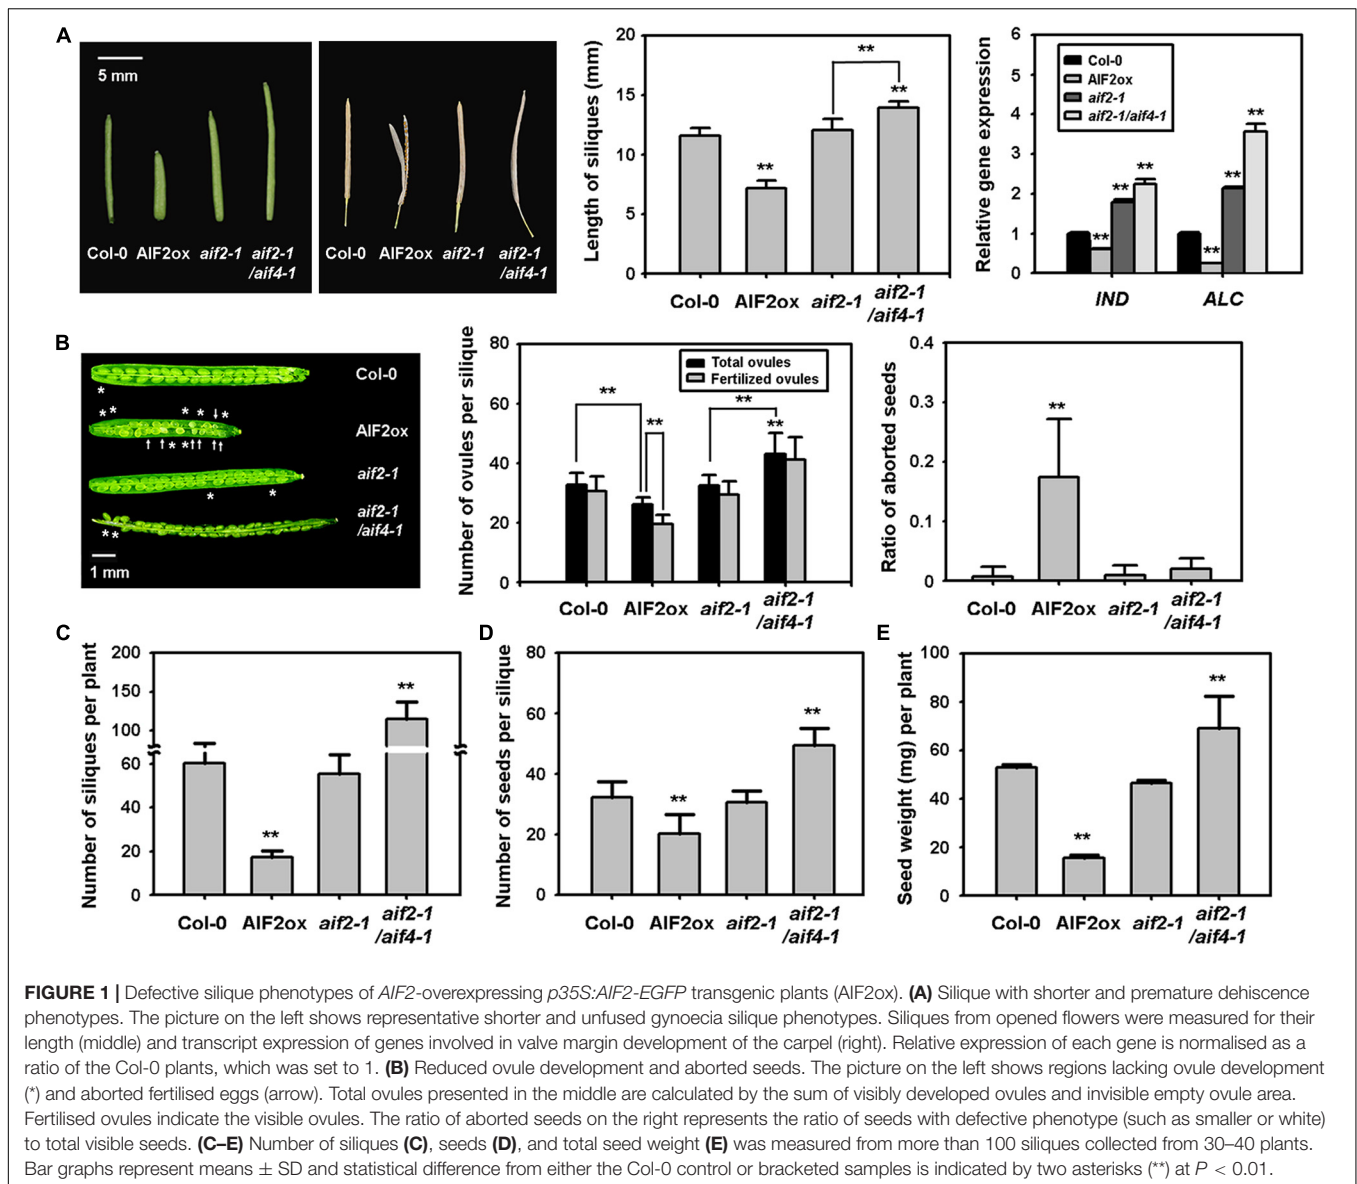 A
5 mm
Col-0 AIF2ox aif2-1 aif2-1
/aif4-1
Col-0 AIF2ox aif2-1 aif2-1
/aif4-1
Length of siliques (mm)
20
15
10
5
0
**
**
**
Col-0 AIF2ox aif2-1 aif2-1
/aif4-1
Relative gene expression
6
5
4
3
2
1
0
Col-0
AIF2ox
aif2-1
aif2-1/aif4-1
** ** **
** ** **
IND ALC
B
Col-0
*
* * * * *
AIF2ox
* *
aif2-1
* *
aif2-1
/aif4-1
**
1 mm
Number of ovules per silique
80
60
40
20
0
Total ovules
Fertilized ovules
** ** ** **
Col-0 AIF2ox aif2-1 aif2-1
/aif4-1
Ratio of aborted seeds
0.4
0.3
0.2
0.1
0
**
Col-0 AIF2ox aif2-1 aif2-1
/aif4-1
C
Number of siliques per plant
200
150
100
60
40
20
0
**
**
Col-0 AIF2ox aif2-1 aif2-1
/aif4-1
D
Number of seeds per silique
80
60
40
20
0
**
**
Col-0 AIF2ox aif2-1 aif2-1
/aif4-1
E
Seed weight (mg) per plant
100
80
60
40
20
0
**
**
Col-0 AIF2ox aif2-1 aif2-1
/aif4-1
FIGURE 1 | Defective silique phenotypes of AIF2-overexpressing p35S:AIF2-EGFP transgenic plants (AIF2ox). (A) Silique with shorter and premature dehiscence
phenotypes. The picture on the left shows representative shorter and unfused gynoecia silique phenotypes. Siliques from opened flowers were measured for their
length (middle) and transcript expression of genes involved in valve margin development of the carpel (right). Relative expression of each gene is normalised as a
ratio of the Col-0 plants, which was set to 1. (B) Reduced ovule development and aborted seeds. The picture on the left shows regions lacking ovule development
(*) and aborted fertilised eggs (arrow). Total ovules presented in the middle are calculated by the sum of visibly developed ovules and invisible empty ovule area.
Fertilised ovules indicate the visible ovules. The ratio of aborted seeds on the right represents the ratio of seeds with defective phenotype (such as smaller or white)
to total visible seeds. (C–E) Number of siliques (C), seeds (D), and total seed weight (E) was measured from more than 100 siliques collected from 30–40 plants.
Bar graphs represent means ± SD and statistical difference from either the Col-0 control or bracketed samples is indicated by two asterisks (**) at P < 0.01.